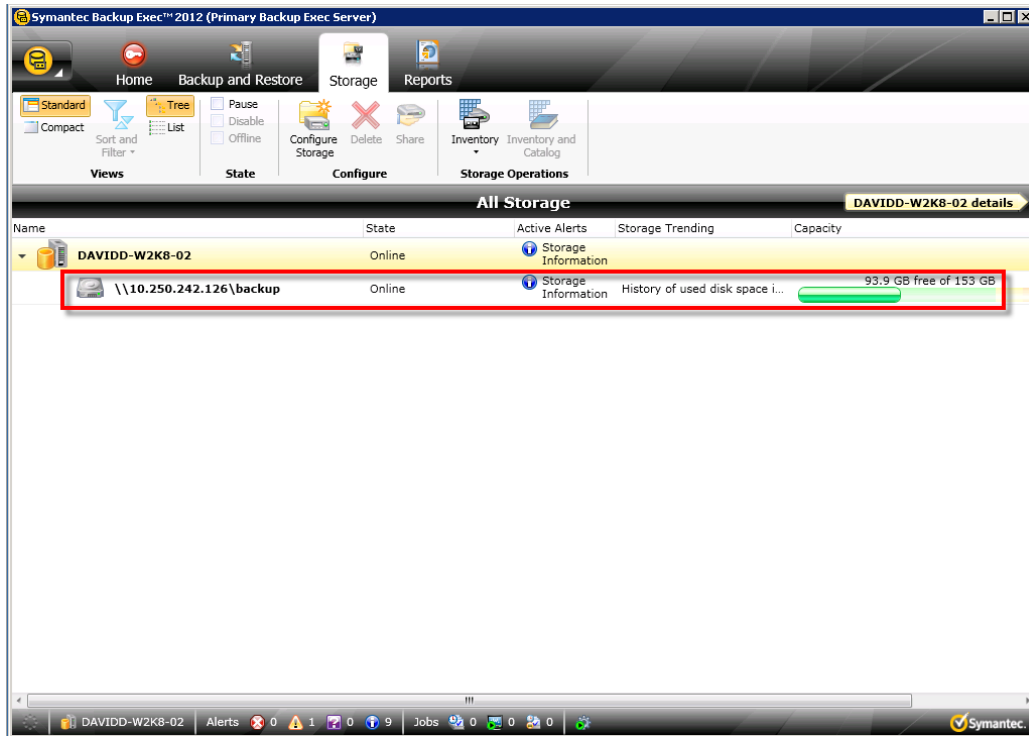 Symantec Backup Exec™ 2012 (Primary Backup Exec Server)
Home Backup and Restore Storage Reports
Standard Compact
Sort and Filter
Tree List
Views
Pause Disable Offline
State
Configure Storage Delete Share
Configure
Inventory Inventory and Catalog
Storage Operations
All Storage
DAVIDD-W2K8-02 details
Name State Active Alerts Storage Trending Capacity
DAVIDD-W2K8-02 Online Storage Information
\\10.250.242.126\backup Online Storage Information History of used disk space i... 93.9 GB free of 153 GB
DAVIDD-W2K8-02 Alerts 0 1 0 9 Jobs 0 0 0 Symantec.